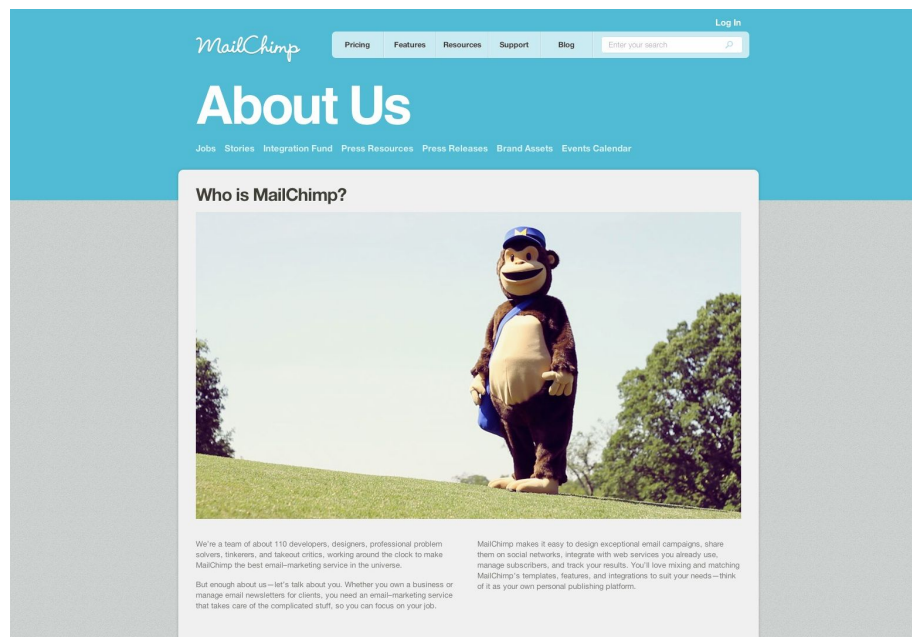 Log In
MailChimp
Pricing
Features
Resources
Support
Blog
Enter your search
About Us
Jobs Stories Integration Fund Press Resources Press Releases Brand Assets Events Calendar
Who is MailChimp?
We're a team of about 110 developers, designers, professional problem
solvers, tinkerers, and takeout critics, working around the clock to make
MailChimp the best email–marketing service in the universe.
But enough about us—let's talk about you. Whether you own a business or
manage email newsletters for clients, you need an email–marketing service
that takes care of the complicated stuff, so you can focus on your job.
MailChimp makes it easy to design exceptional email campaigns, share
them on social networks, integrate with web services you already use,
manage subscribers, and track your results. You'll love mixing and matching
MailChimp's templates, features, and integrations to suit your needs—think
of it as your own personal publishing platform.